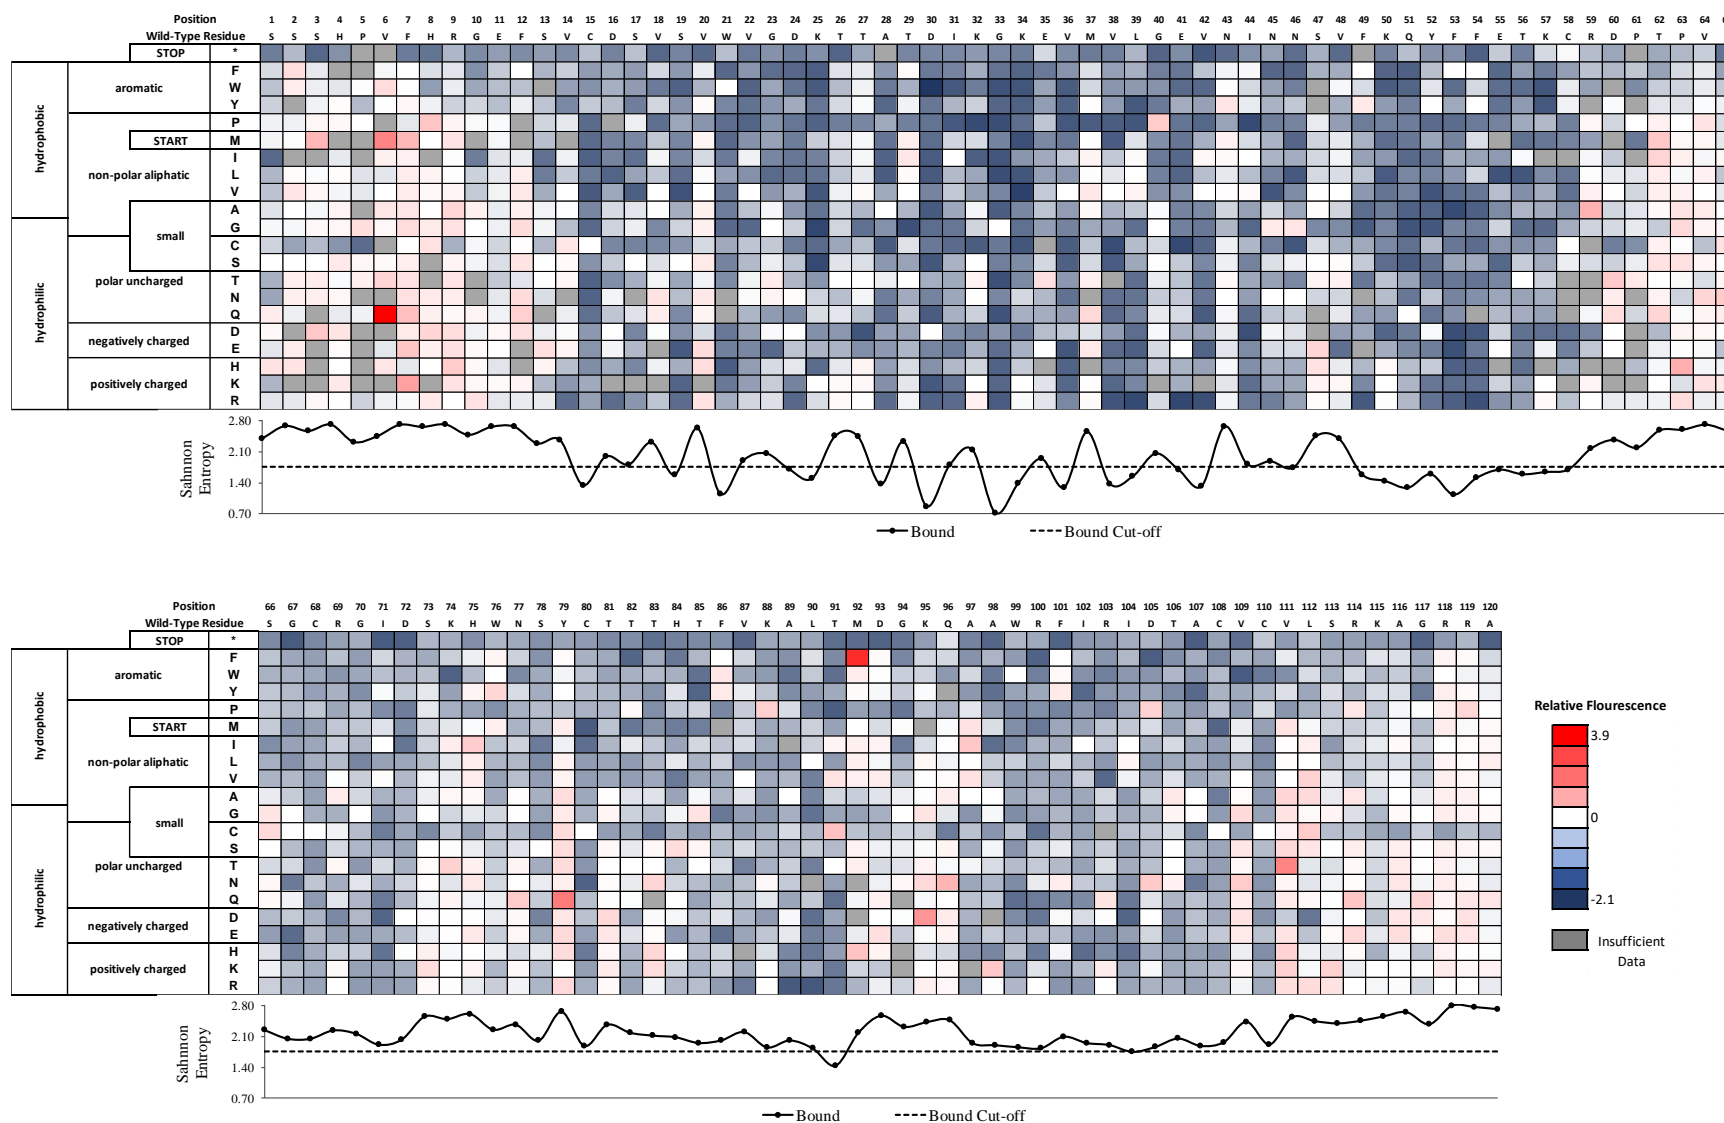 Position 1 2 3 4 5 6 7 8 9 10 11 12 13 14 15 16 17 18 19 20 21 22 23 24 25 26 27 28 29 30 31 32 33 34 35 36 37 38 39 40 41 42 43 44 45 46 47 48 49 50 51 52 53 54 55 56 57 58 59 60 61 62 63 64
Wild-Type Residue S S S H P V F H R G E F S V C D S V S V W V G D K T T A T D I K G K E V M V L G E V N I N N S V F K Q Y F F E T K C R D P T P V
STOP *
hydrophobic
aromatic
F
W
Y
non-polar aliphatic
P
START M
I
L
V
hydrophilic
small
A
G
C
S
polar uncharged
T
N
Q
negatively charged
D
E
positively charged
H
K
R
Sahnnon Entropy
2.80
2.10
1.40
0.70
Bound
Bound Cut-off
Position 66 67 68 69 70 71 72 73 74 75 76 77 78 79 80 81 82 83 84 85 86 87 88 89 90 91 92 93 94 95 96 97 98 99 100 101 102 103 104 105 106 107 108 109 110 111 112 113 114 115 116 117 118 119 120
Wild-Type Residue S G C R G I D S K H W N S Y C T T T H T F V K A L T M D G K Q A A W R F I R I D T A C V C V L S R K A G R R A
STOP *
hydrophobic
aromatic
F
W
Y
non-polar aliphatic
P
START M
I
L
V
hydrophilic
small
A
G
C
S
polar uncharged
T
N
Q
negatively charged
D
E
positively charged
H
K
R
Sahnnon Entropy
2.80
2.10
1.40
0.70
Bound
Bound Cut-off
Relative Flourescence
3.9
0
-2.1
Insufficient
Data